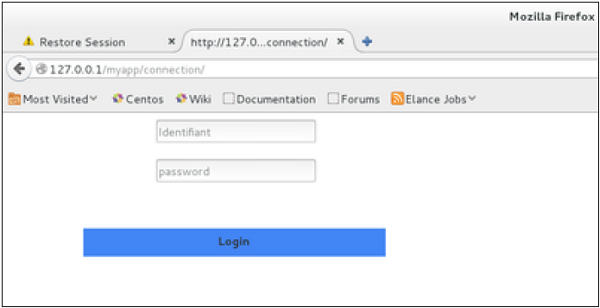 Mozilla Firefox
Restore Session × http://127.0...connection/ ×
127.0.0.1/myapp/connection/
Most Visited Centos Wiki Documentation Forums Elance Jobs
Identifiant
password
Login